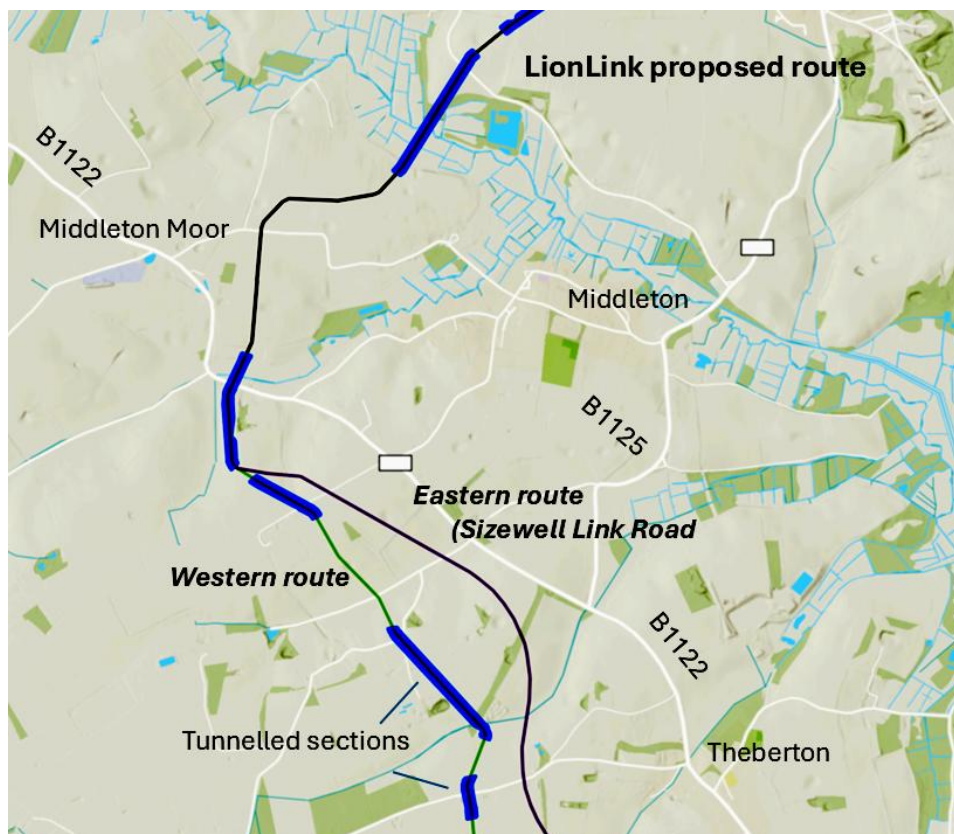 LionLink proposed route
B1122
Middleton Moor
Middleton
B1125
Eastern route
(Sizewell Link Road
Western route
B1122
Tunnelled sections
Theberton